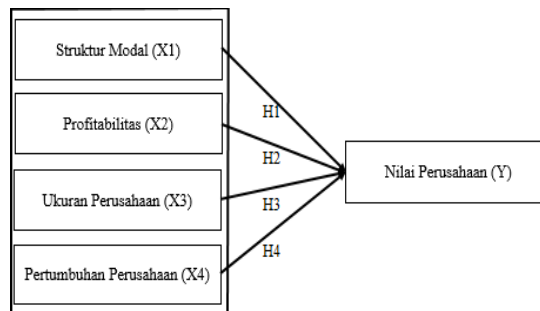 Struktur Modal (X1)
H1
Profitabilitas (X2)
H2
Nilai Perusahaan (Y)
Ukuran Perusahaan (X3)
H3
Pertumbuhan Perusahaan (X4)
H4